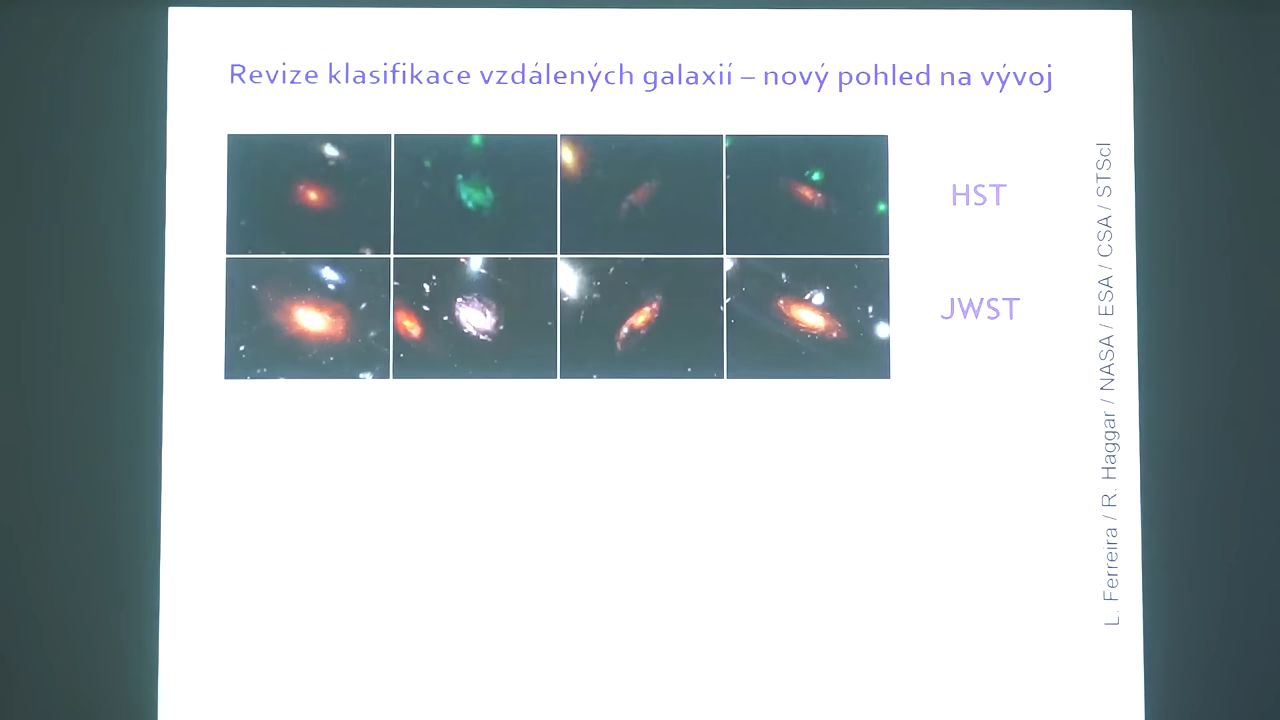 Revize klasifikace vzdálených galaxií – nový pohled na vývoj
HST
JWST
L. Ferreira / R. Haggar / NASA / ESA / CSA / STScI